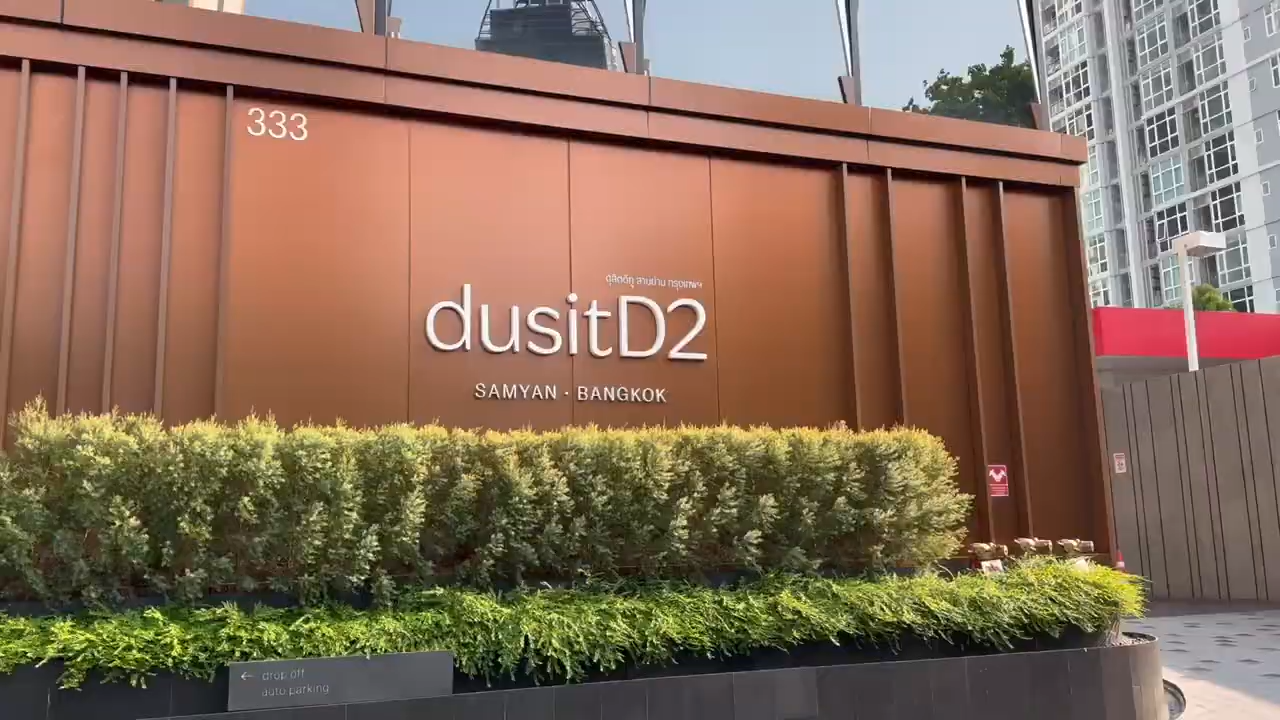 333
ดุสิตดีทู สามย่าน กรุงเทพฯ
dusitD2
SAMYAN · BANGKOK
← drop off
auto parking